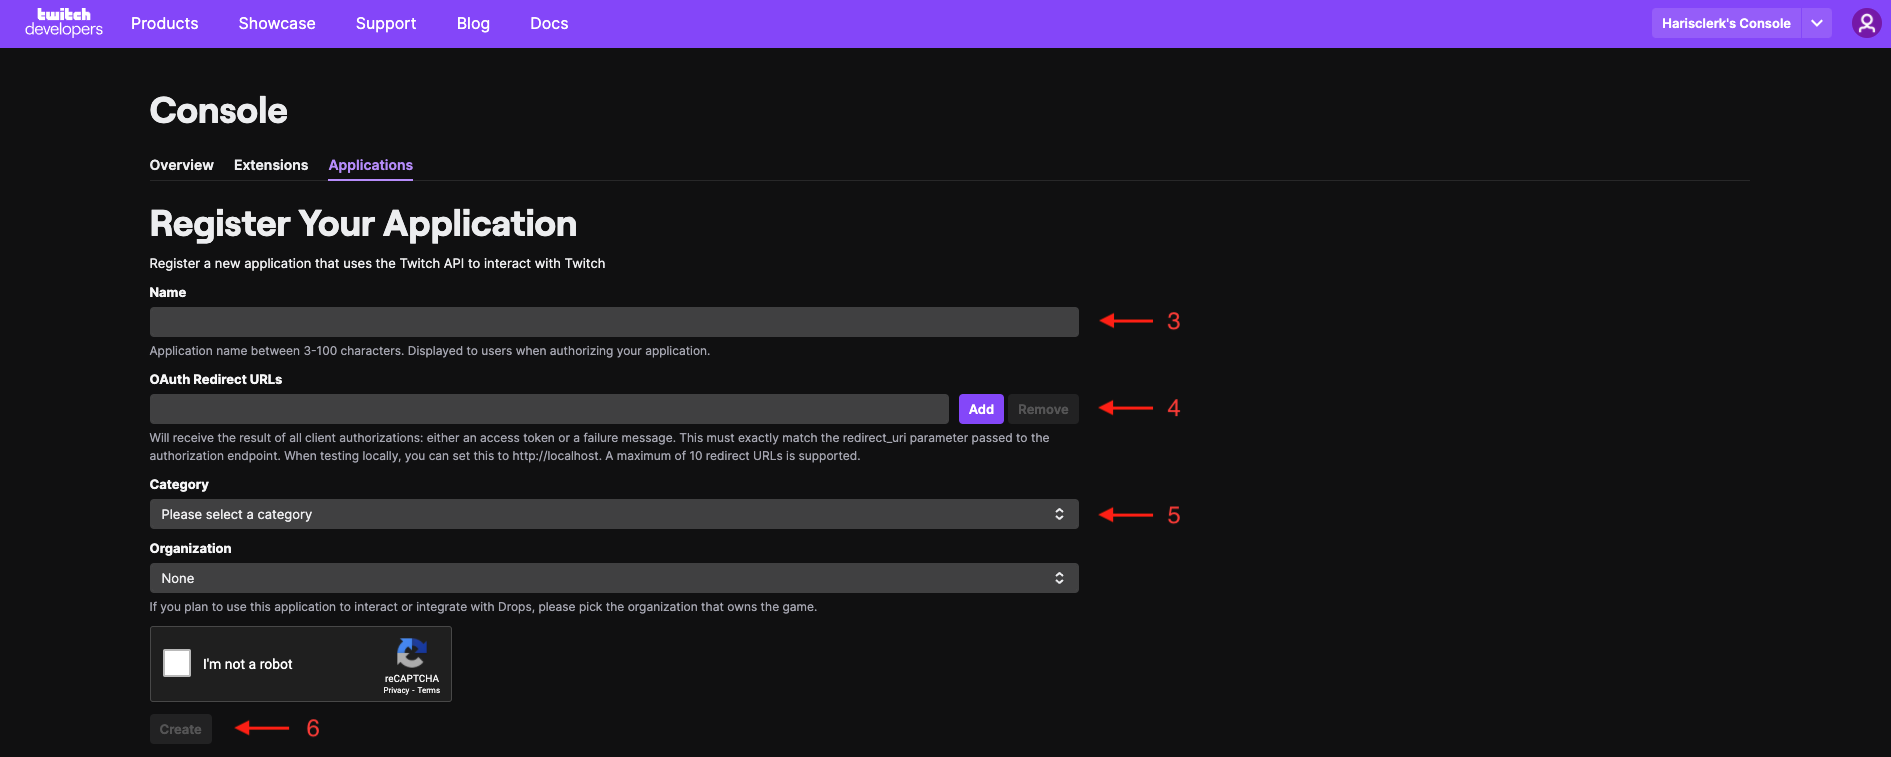 twitch
developers
Products Showcase Support Blog Docs
Harisclerk's Console
Console
Overview Extensions Applications
Register Your Application
Register a new application that uses the Twitch API to interact with Twitch
Name
3
Application name between 3-100 characters. Displayed to users when authorizing your application.
OAuth Redirect URLs
Add Remove 4
Will receive the result of all client authorizations: either an access token or a failure message. This must exactly match the redirect_uri parameter passed to the
authorization endpoint. When testing locally, you can set this to http://localhost. A maximum of 10 redirect URLs is supported.
Category
Please select a category 5
Organization
None
If you plan to use this application to interact or integrate with Drops, please pick the organization that owns the game.
I'm not a robot
reCAPTCHA
Privacy - Terms
Create 6